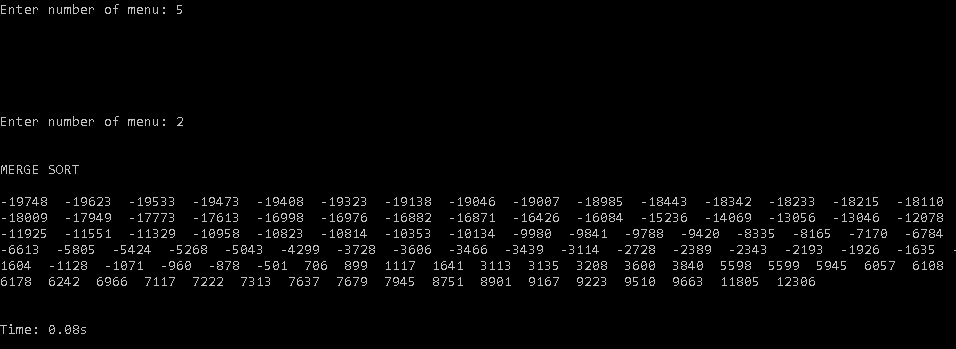 Enter number of menu: 5
Enter number of menu: 2
MERGE SORT
-19748  -19623  -19533  -19473  -19408  -19323  -19138  -19046  -19007  -18985  -18443  -18342  -18233  -18215  -18110
-18009  -17949  -17773  -17613  -16998  -16976  -16882  -16871  -16426  -16084  -15236  -14069  -13056  -13046  -12078
-11925  -11551  -11329  -10958  -10823  -10814  -10353  -10134  -9980  -9841  -9788  -9420  -8335  -8165  -7170  -6784
-6613  -5805  -5424  -5268  -5043  -4299  -3728  -3606  -3466  -3439  -3114  -2728  -2389  -2343  -2193  -1926  -1635  -
1604  -1128  -1071  -960  -878  -501  706  899  1117  1641  3113  3135  3208  3600  3840  5598  5599  5945  6057  6108
6178  6242  6966  7117  7222  7313  7637  7679  7945  8751  8901  9167  9223  9510  9663  11805  12306
Time: 0.08s